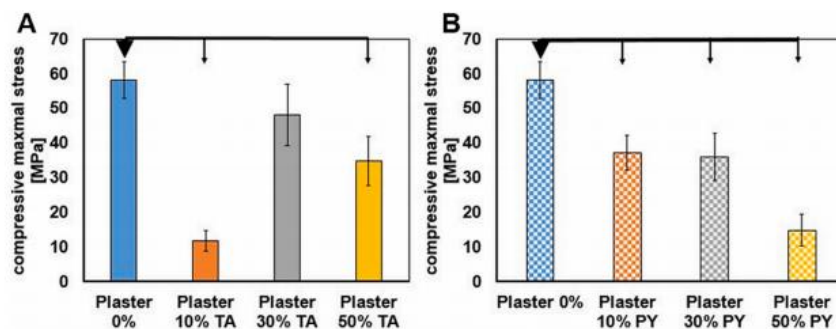 A
compressive maxmal stress
[MPa]
70
60
50
40
30
20
10
0
Plaster
0%
Plaster
10% TA
Plaster
30% TA
Plaster
50% TA
B
compressive maxmal stress
[MPa]
70
60
50
40
30
20
10
0
Plaster 0%
Plaster
10% PY
Plaster
30% PY
Plaster
50% PY